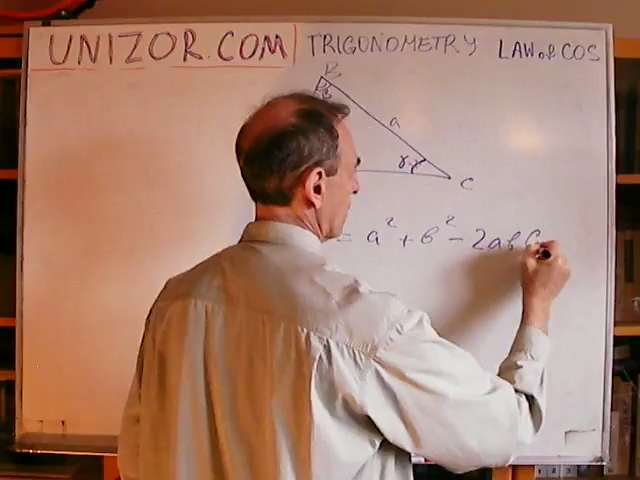 UNIZOR.COM | TRIGONOMETRY LAW of COS
B
β
a
γ
C
= a² + b² - 2ab C